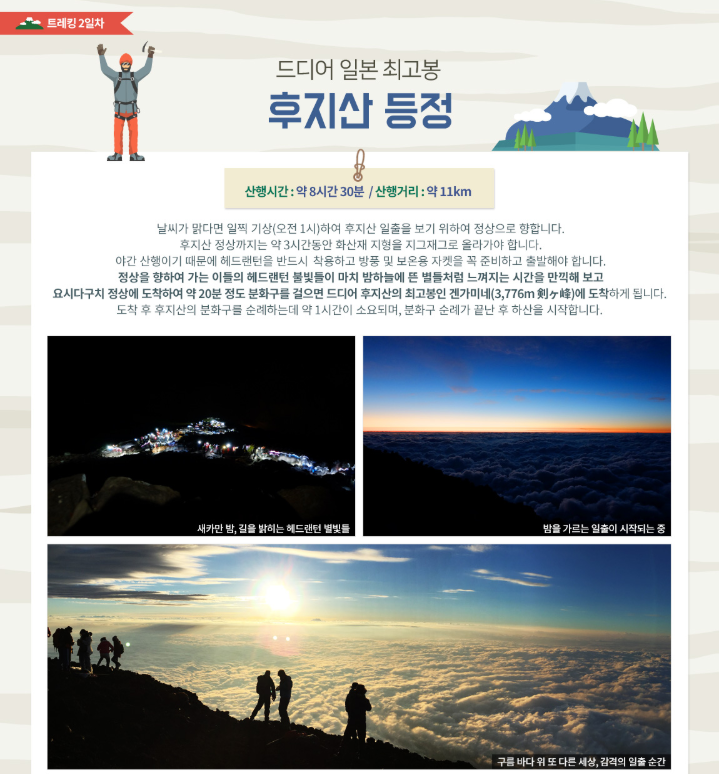 트레킹 2일차
드디어 일본 최고봉
후지산 등정
산행시간 : 약 8시간 30분 / 산행거리 : 약 11km
날씨가 맑다면 일찍 기상(오전 1시)하여 후지산 일출을 보기 위하여 정상으로 향합니다.
후지산 정상까지는 약 3시간동안 화산재 지형을 지그재그로 올라가야 합니다.
야간 산행이기 때문에 헤드랜턴을 반드시 착용하고 방풍 및 보온용 자켓을 꼭 준비하고 출발해야 합니다.
정상을 향하여 가는 이들의 헤드랜턴 불빛들이 마치 밤하늘에 뜬 별들처럼 느껴지는 시간을 만끽해 보고
요시다구치 정상에 도착하여 약 20분 정도 분화구를 걸으면 드디어 후지산의 최고봉인 겐가미네(3,776m 剣ヶ峰)에 도착하게 됩니다.
도착 후 후지산의 분화구를 순례하는데 약 1시간이 소요되며, 분화구 순례가 끝난 후 하산을 시작합니다.
새카만 밤, 길을 밝히는 헤드랜턴 별빛들
밤을 가르는 일출이 시작되는 중
구름 바다 위 또 다른 세상, 감격의 일출 순간